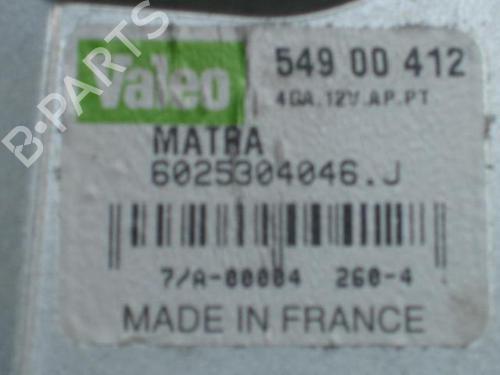 Valeo
549 00 412
4GA.12V.AP.PT
MATRA
6025304046.J
7/A-00004 260-4
MADE IN FRANCE
B-PARTS